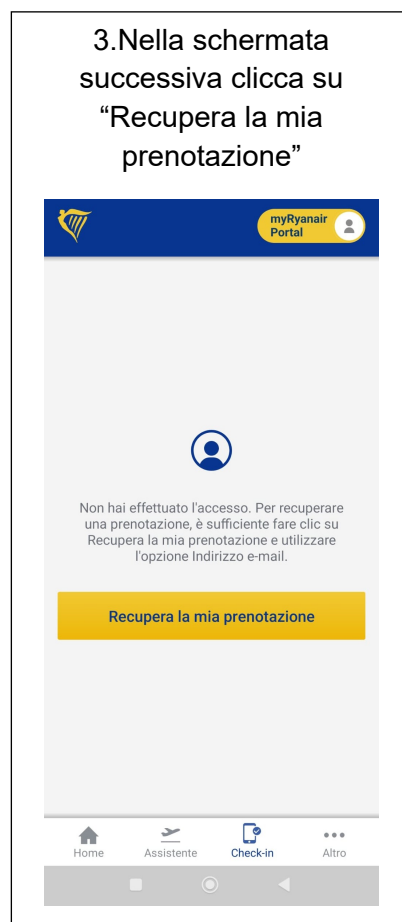 3.Nella schermata
successiva clicca su
“Recupera la mia
prenotazione”
myRyanair
Portal
Non hai effettuato l'accesso. Per recuperare
una prenotazione, è sufficiente fare clic su
Recupera la mia prenotazione e utilizzare
l'opzione Indirizzo e-mail.
Recupera la mia prenotazione
Home Assistente Check-in Altro